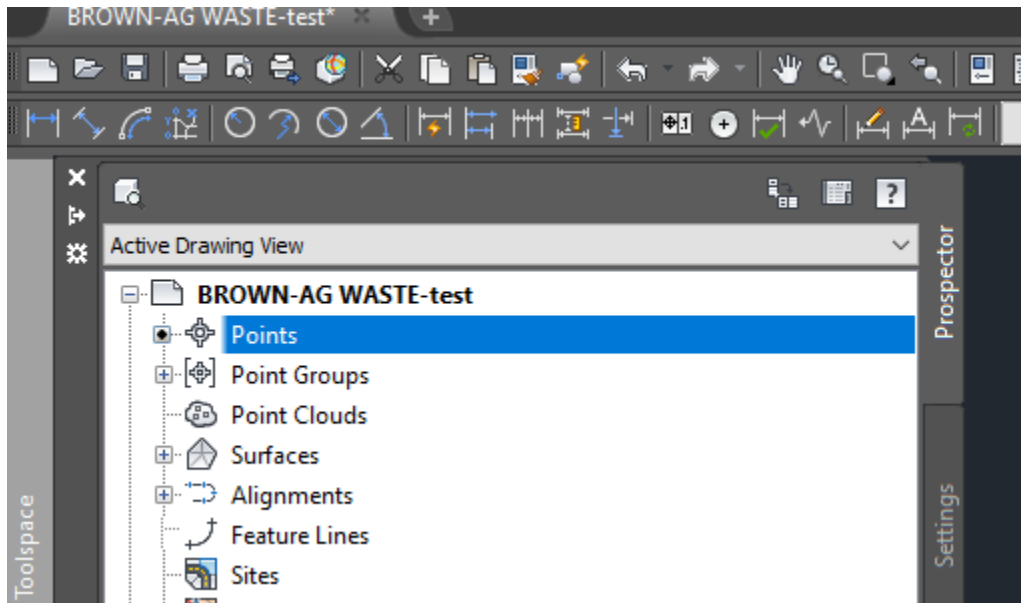 BROWN-AG WASTE-test*
Active Drawing View
BROWN-AG WASTE-test
Points
Point Groups
Point Clouds
Surfaces
Alignments
Feature Lines
Sites
Prospector
Settings
Toolspace